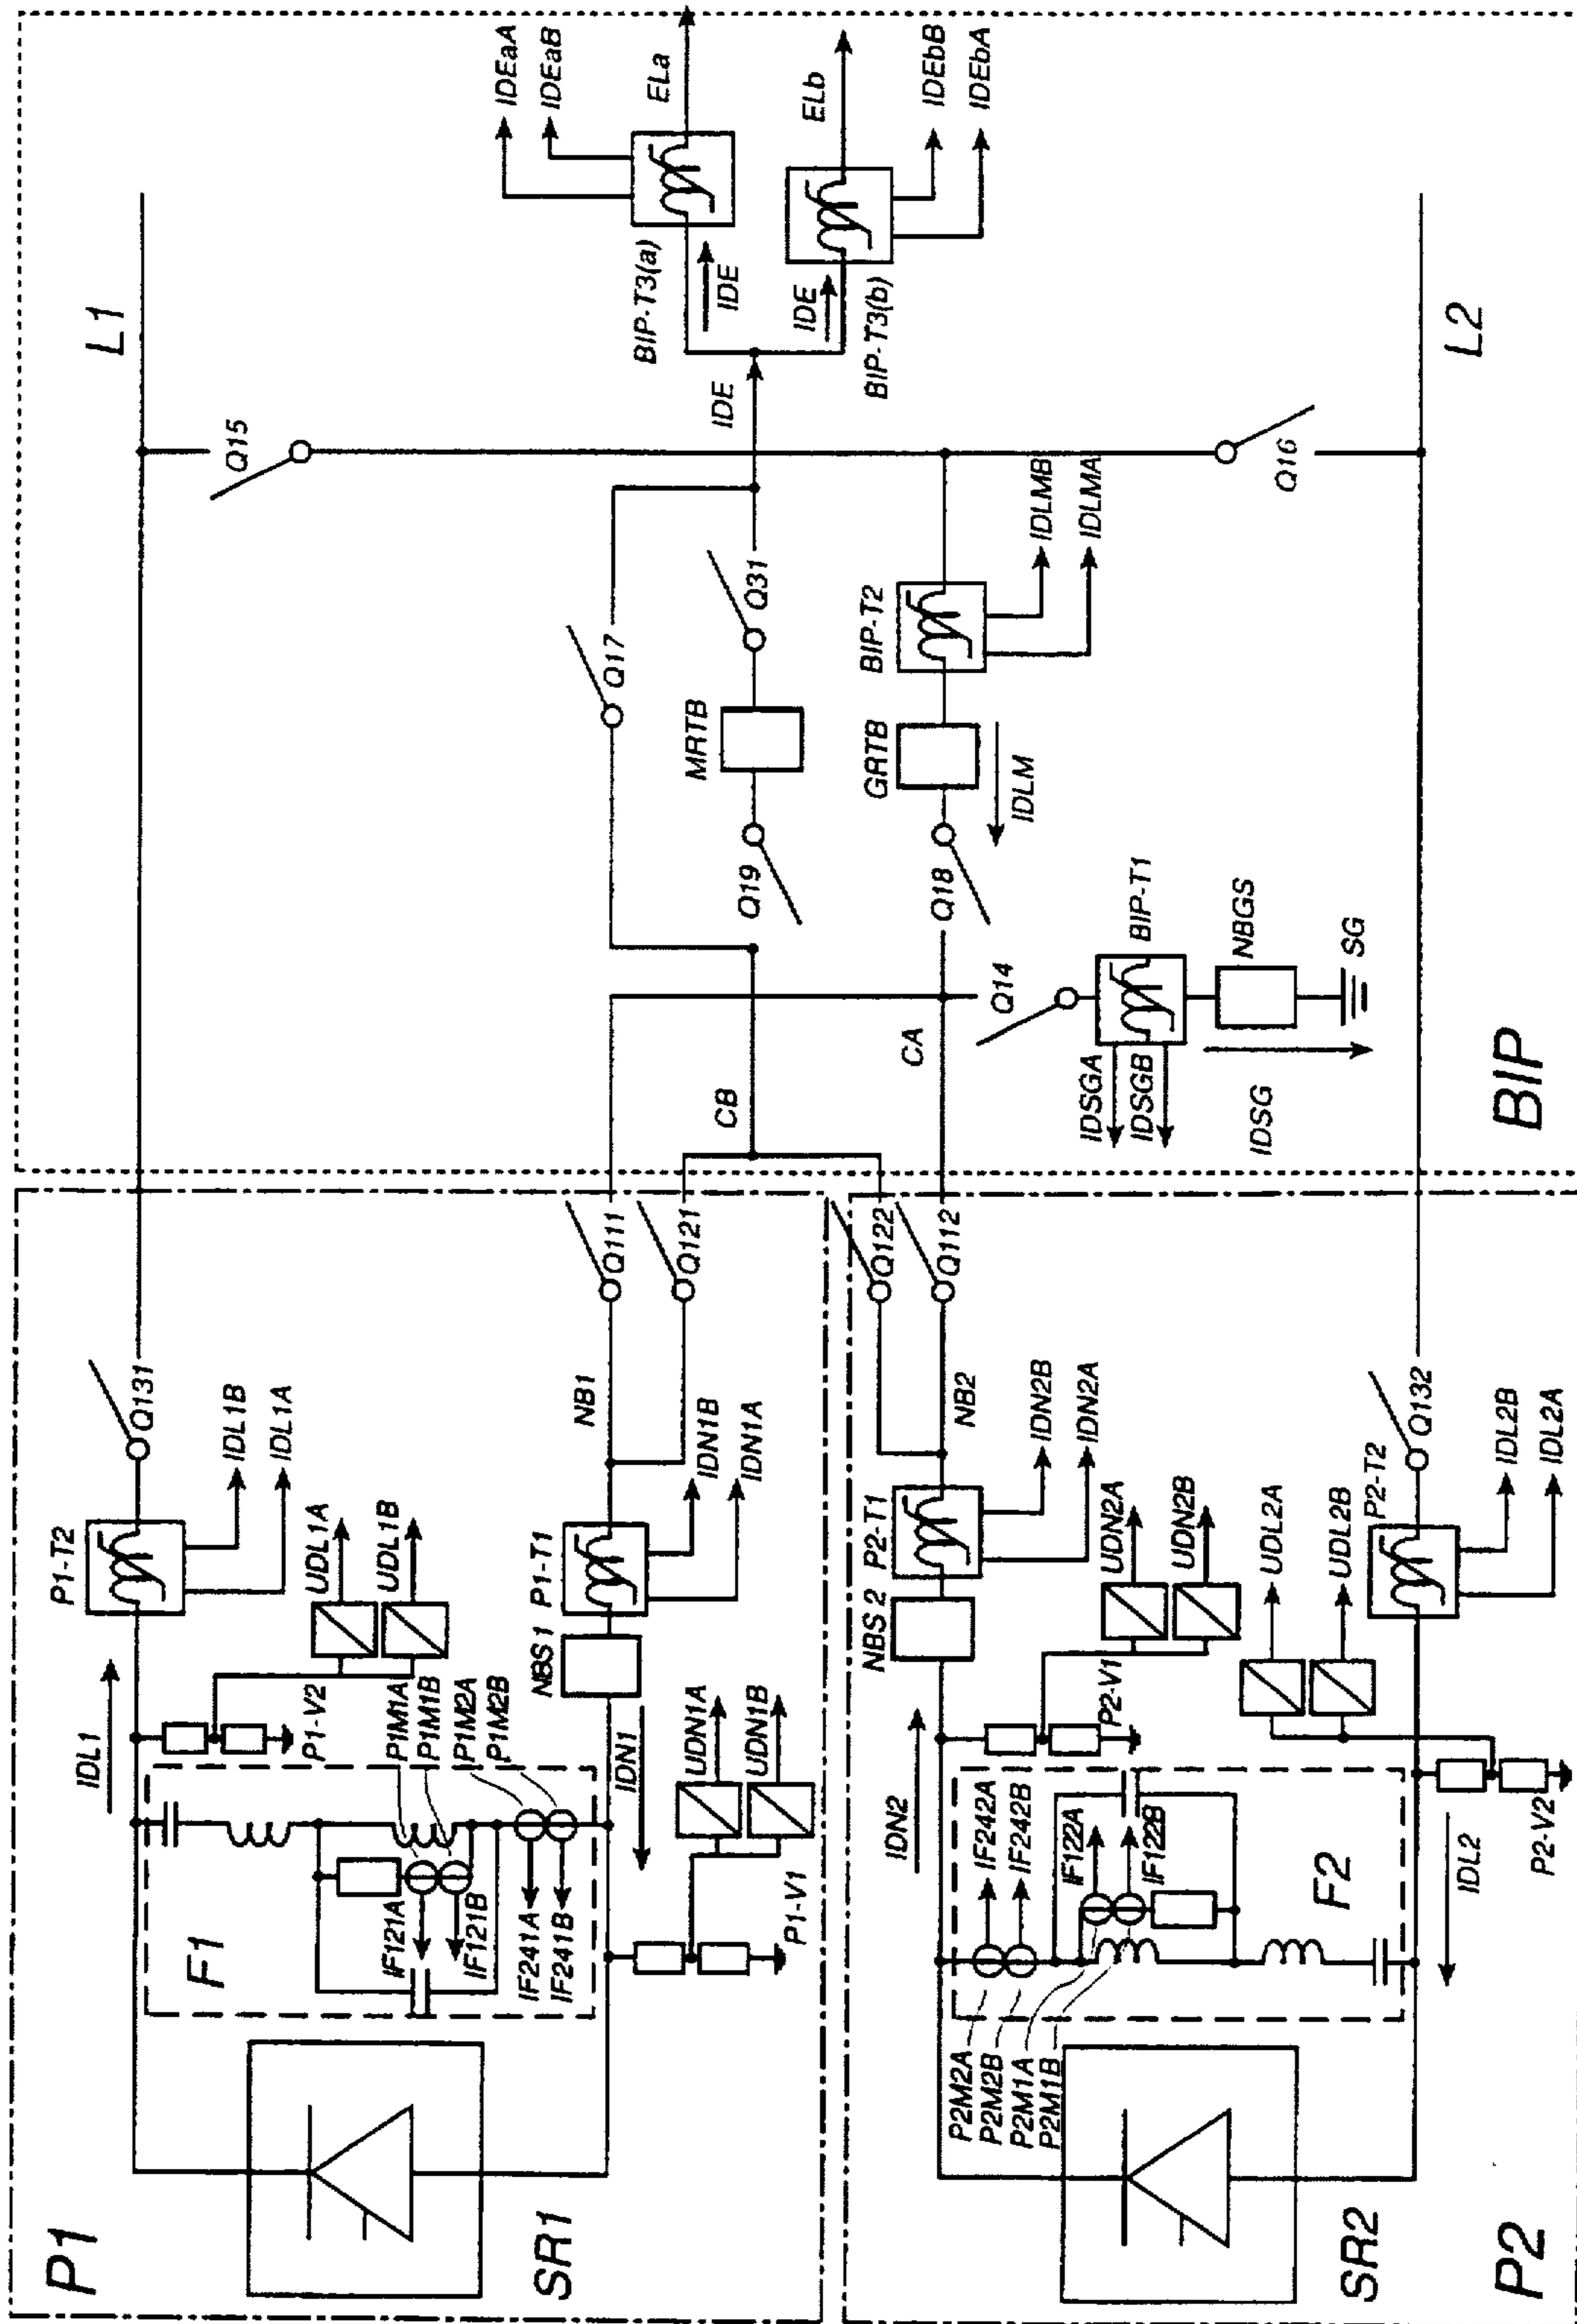 P1
SR1
F1
IDL1
P1-T2
Q131
L1
IDL1B
IDL1A
UDL1A
UDL1B
P1-V2
P1M1A
P1M1B
P1M2A
P1M2B
IF121A
IF121B
IF241A
IF241B
NBS1
P1-T1
IDN1
UDN1A
UDN1B
P1-V1
IDN1B
IDN1A
NB1
Q111
Q121
P2
SR2
F2
IDN2
NBS2
P2-T1
IDN2B
IDN2A
UDN2A
UDN2B
P2-V1
NB2
Q122
Q112
P2M2A
P2M2B
P2M1A
P2M1B
IF242A
IF242B
IF122A
IF122B
UDL2A
UDL2B
P2-T2
Q132
IDL2B
IDL2A
IDL2
P2-V2
BIP
CB
CA
Q17
Q19
MRTB
Q31
Q18
GRTB
IDLM
BIP-T2
IDLMB
IDLMA
Q14
BIP-T1
NBGS
SG
IDSGA
IDSGB
IDSG
Q15
Q16
L2
IDE
BIP-T3(a)
IDE
IDE
BIP-T3(b)
IDEaA
IDEaB
ELa
ELb
IDEbB
IDEbA